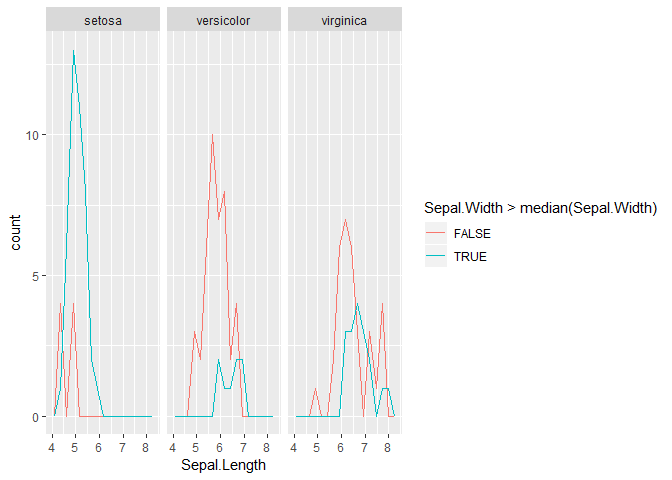 setosa versicolor virginica
10
5
0
count
4 5 6 7 8 4 5 6 7 8 4 5 6 7 8
Sepal.Length
Sepal.Width > median(Sepal.Width)
FALSE
TRUE